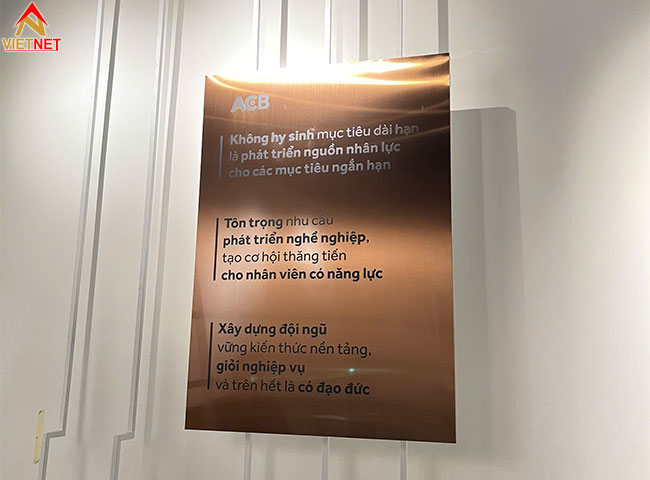 VIETNET
ACB
Không hy sinh mục tiêu dài hạn
là phát triển nguồn nhân lực
cho các mục tiêu ngắn hạn
Tôn trọng nhu cầu
phát triển nghề nghiệp,
tạo cơ hội thăng tiến
cho nhân viên có năng lực
Xây dựng đội ngũ
vững kiến thức nền tảng,
giỏi nghiệp vụ
và trên hết là có đạo đức